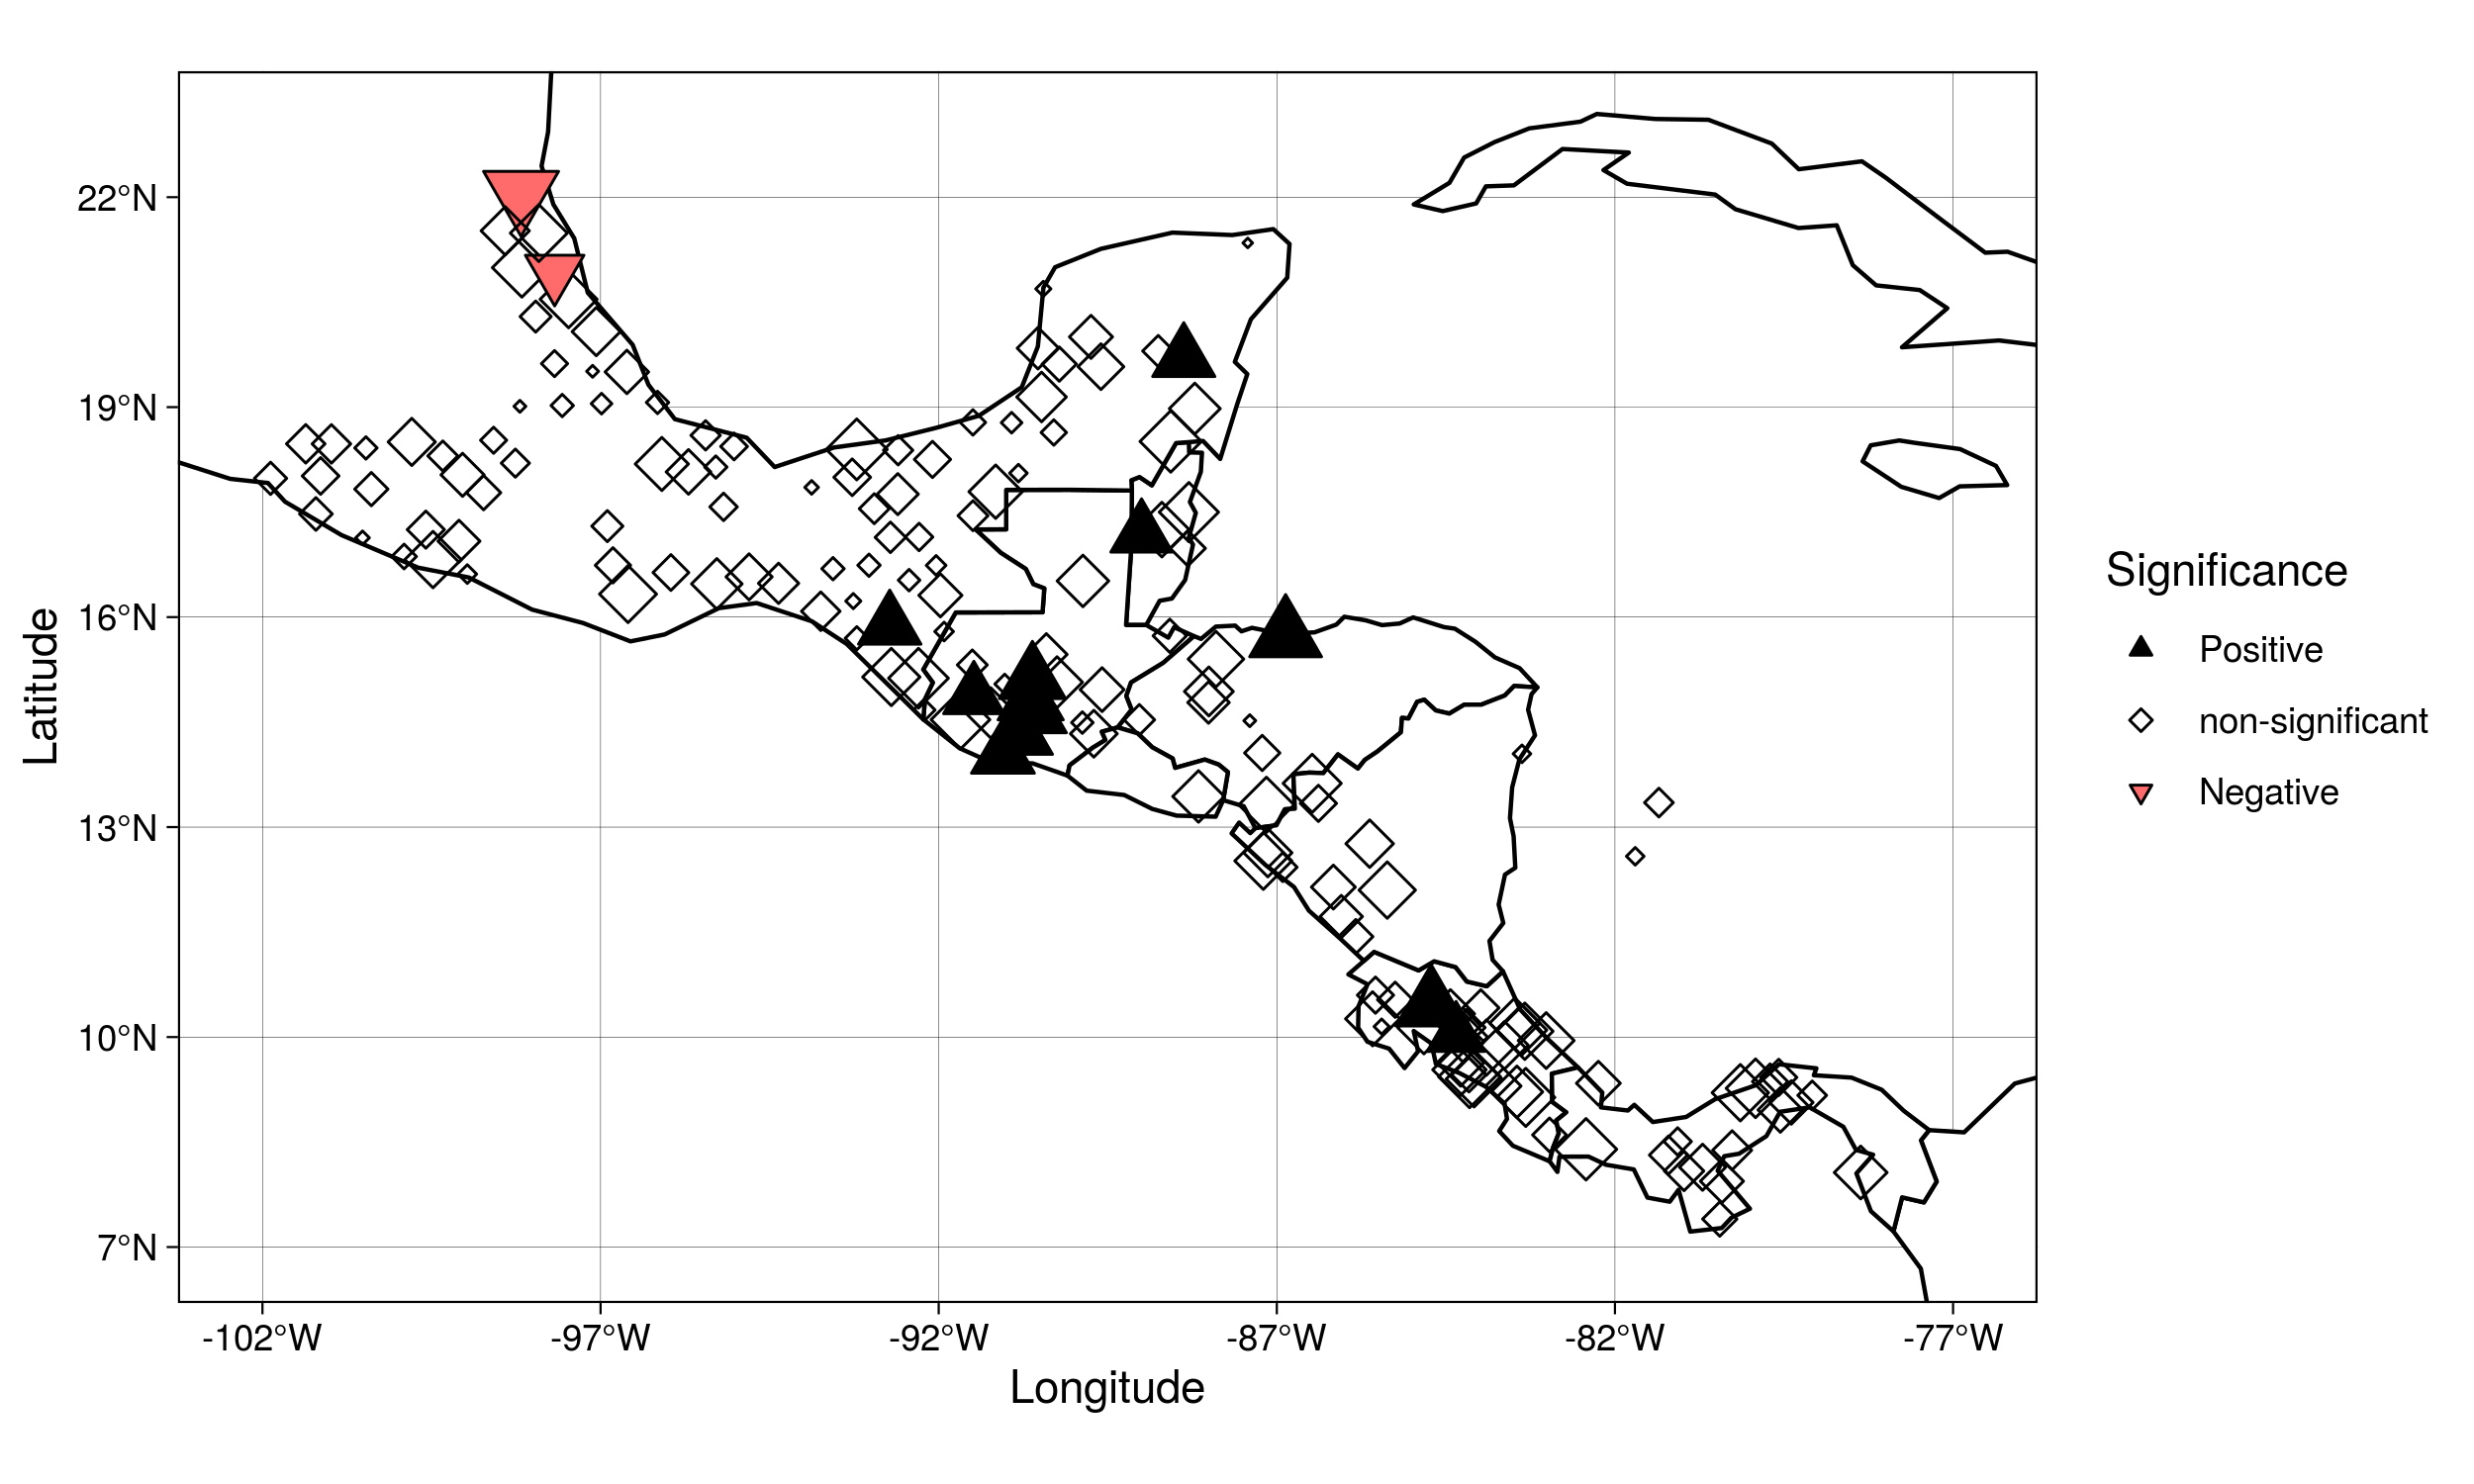 22°N
19°N
16°N
13°N
10°N
7°N
Latitude
-102°W -97°W -92°W -87°W -82°W -77°W
Longitude
Significance
Positive
non-significant
Negative